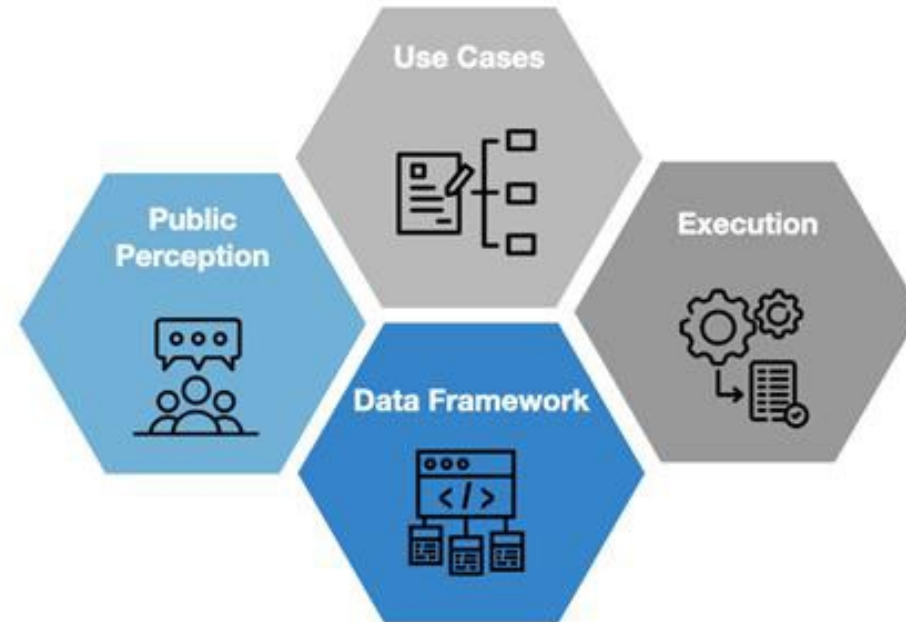 Use Cases
Public
Perception
Execution
Data Framework
</>